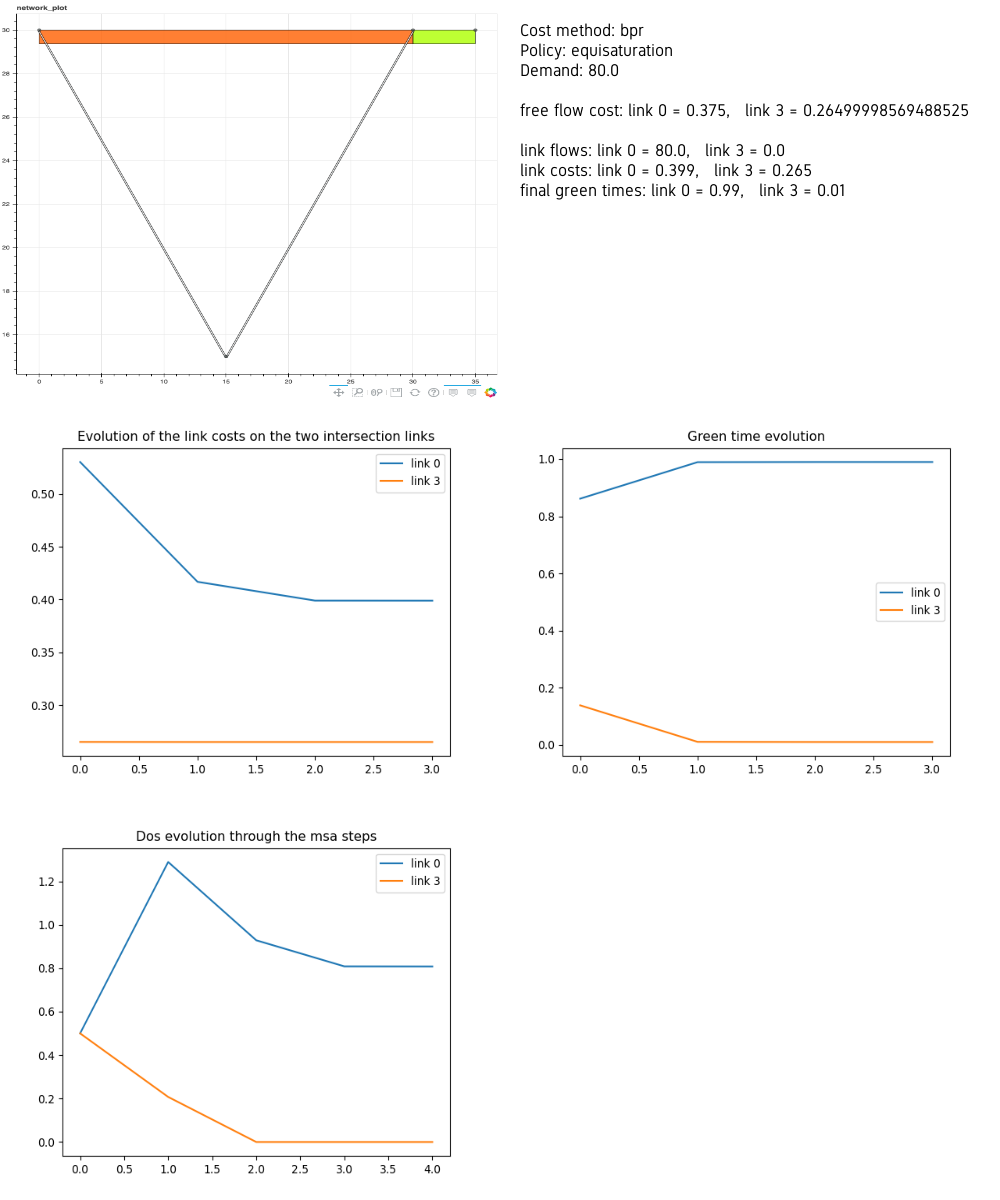 network_plot
30
28
26
24
22
20
18
16
0 5 10 15 20 25 30 35
Cost method: bpr
Policy: equisaturation
Demand: 80.0
free flow cost: link 0 = 0.375, link 3 = 0.26499998569488525
link flows: link 0 = 80.0, link 3 = 0.0
link costs: link 0 = 0.399, link 3 = 0.265
final green times: link 0 = 0.99, link 3 = 0.01
Evolution of the link costs on the two intersection links
link 0
link 3
0.50
0.45
0.40
0.35
0.30
0.0 0.5 1.0 1.5 2.0 2.5 3.0
Green time evolution
1.0
0.8
0.6
link 0
link 3
0.4
0.2
0.0
0.0 0.5 1.0 1.5 2.0 2.5 3.0
Dos evolution through the msa steps
link 0
link 3
1.2
1.0
0.8
0.6
0.4
0.2
0.0
0.0 0.5 1.0 1.5 2.0 2.5 3.0 3.5 4.0